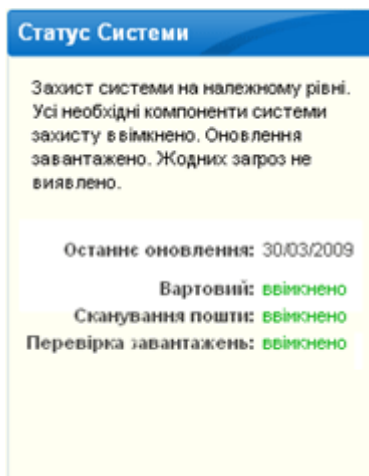 Статус Системи
Захист системи на належному рівні.
Усі необхідні компоненти системи
захисту ввімкнено. Оновлення
завантажено. Жодних загроз не
виявлено.
Останнє оновлення: 30/03/2009
Вартовий: ввімкнено
Сканування пошти: ввімкнено
Перевірка завантажень: ввімкнено